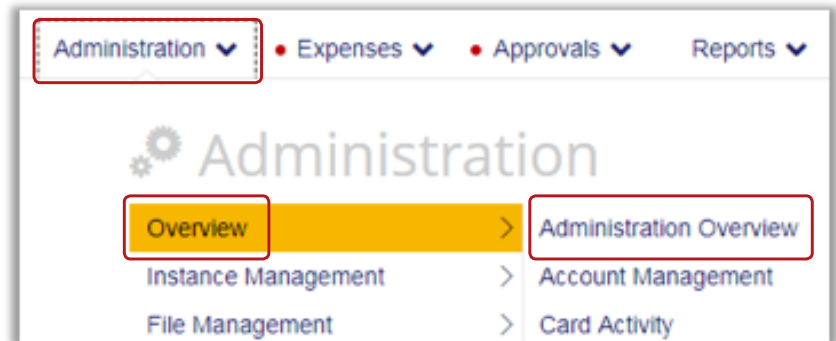 Administration • Expenses • Approvals Reports
Administration
Overview Administration Overview
Instance Management Account Management
File Management Card Activity